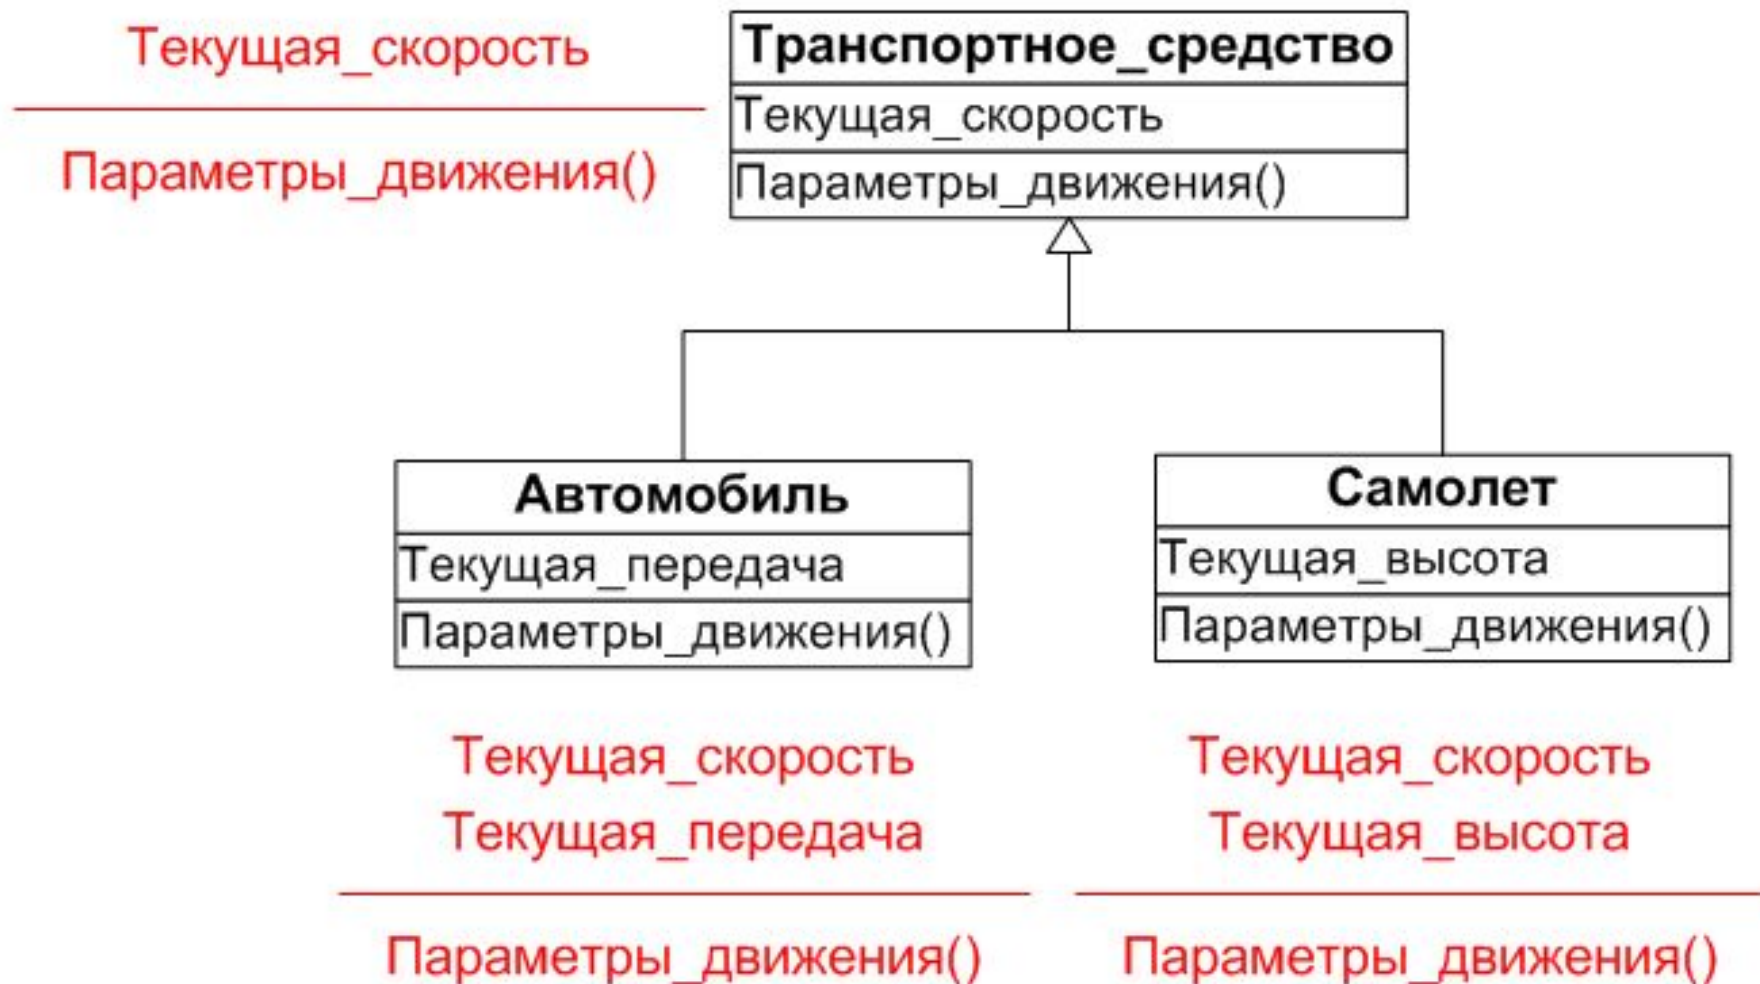 Текущая_скорость
Параметры_движения()
Транспортное_средство
Текущая_скорость
Параметры_движения()
Автомобиль
Текущая_передача
Параметры_движения()
Самолет
Текущая_высота
Параметры_движения()
Текущая_скорость
Текущая_передача
Параметры_движения()
Текущая_скорость
Текущая_высота
Параметры_движения()